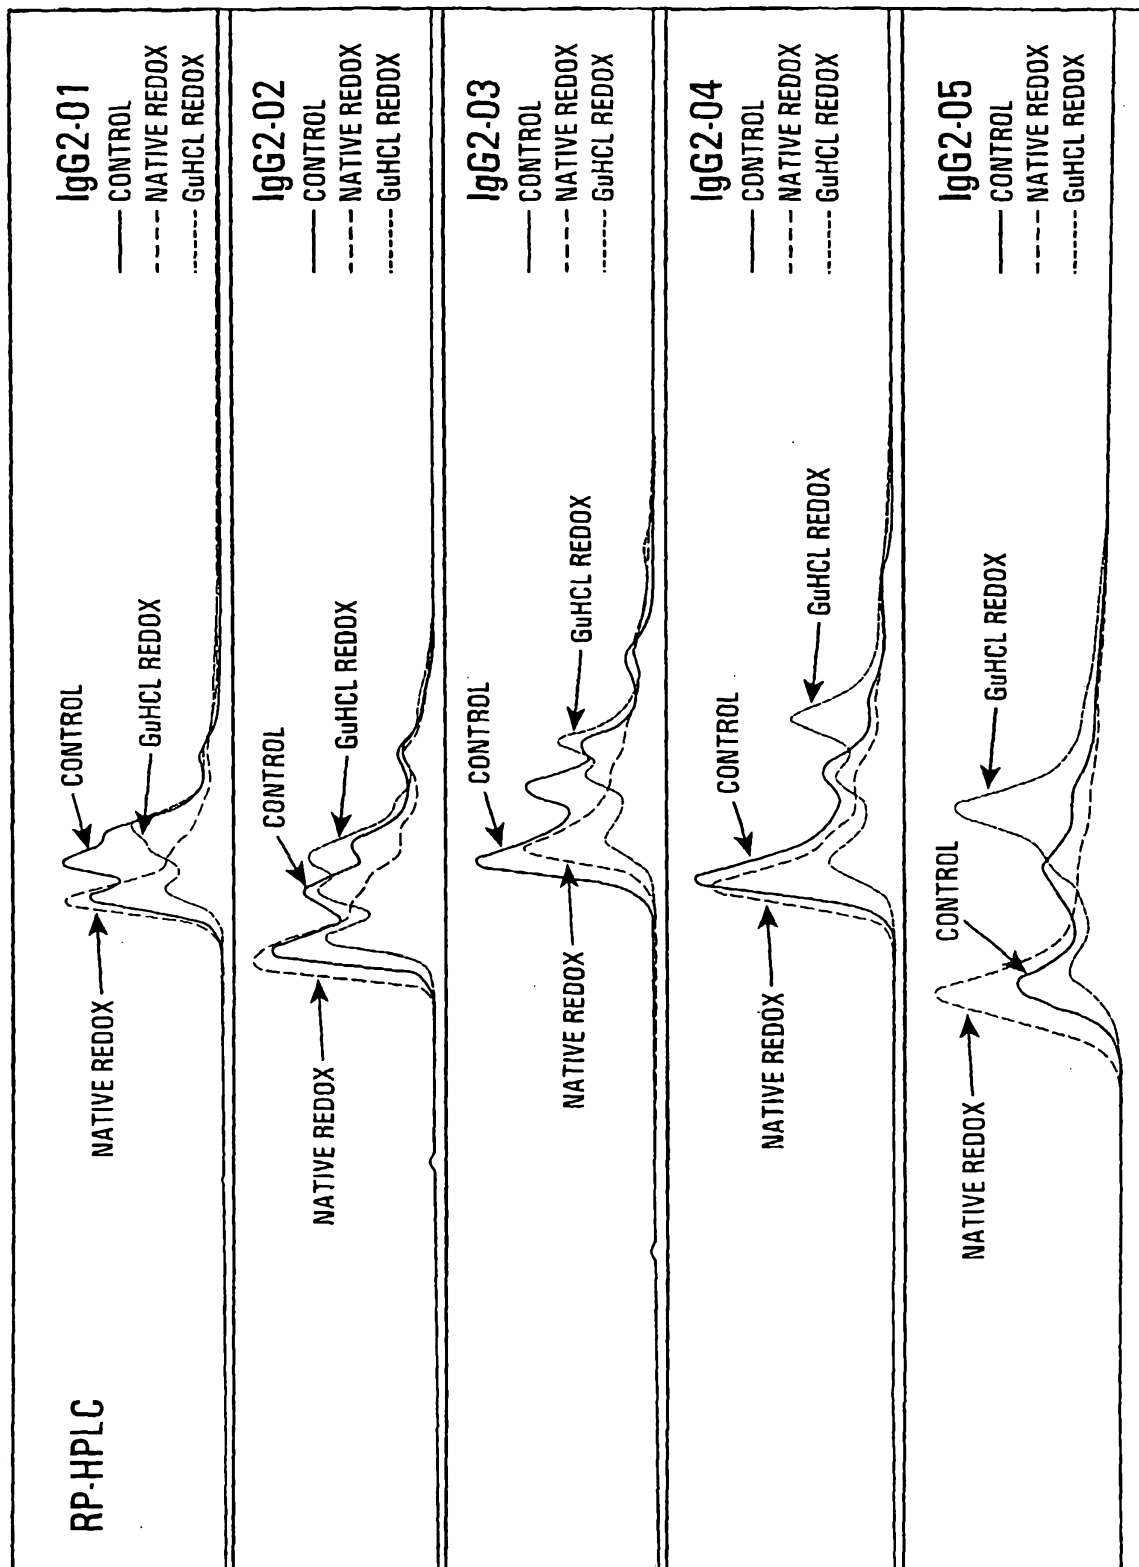 RP-HPLC
IgG2-01
CONTROL
NATIVE REDOX
GuHCL REDOX
CONTROL
GuHCL REDOX
NATIVE REDOX
IgG2-02
CONTROL
NATIVE REDOX
GuHCL REDOX
CONTROL
GuHCL REDOX
NATIVE REDOX
IgG2-03
CONTROL
NATIVE REDOX
GuHCL REDOX
CONTROL
GuHCL REDOX
NATIVE REDOX
IgG2-04
CONTROL
NATIVE REDOX
GuHCL REDOX
CONTROL
GuHCL REDOX
NATIVE REDOX
IgG2-05
CONTROL
NATIVE REDOX
GuHCL REDOX
CONTROL
GuHCL REDOX
NATIVE REDOX